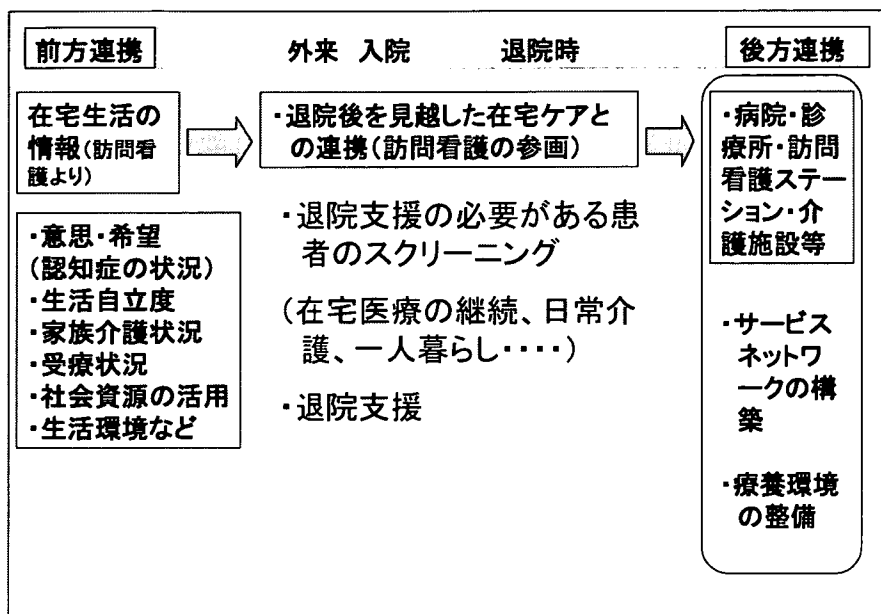 前方連携
外来 入院 退院時
後方連携
在宅生活の
情報(訪問看
護より)
・退院後を見越した在宅ケアと
の連携(訪問看護の参画)
・病院・診
療所・訪問
看護ステー
ション・介
護施設等
・意思・希望
(認知症の状況)
・生活自立度
・家族介護状況
・受療状況
・社会資源の活用
・生活環境など
・退院支援の必要がある患
者のスクリーニング
(在宅医療の継続、日常介
護、一人暮らし・・・・)
・退院支援
・サービス
ネットワ
ークの構
築
・療養環境
の整備